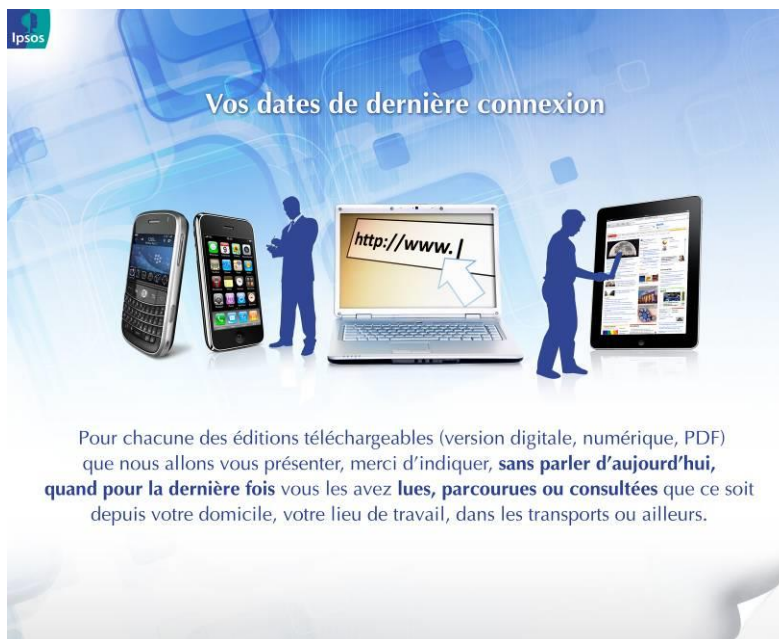 Ipsos
Vos dates de dernière connexion
http://www.
Pour chacune des éditions téléchargeables (version digitale, numérique, PDF)
que nous allons vous présenter, merci d'indiquer, sans parler d'aujourd'hui,
quand pour la dernière fois vous les avez lues, parcourues ou consultées que ce soit
depuis votre domicile, votre lieu de travail, dans les transports ou ailleurs.